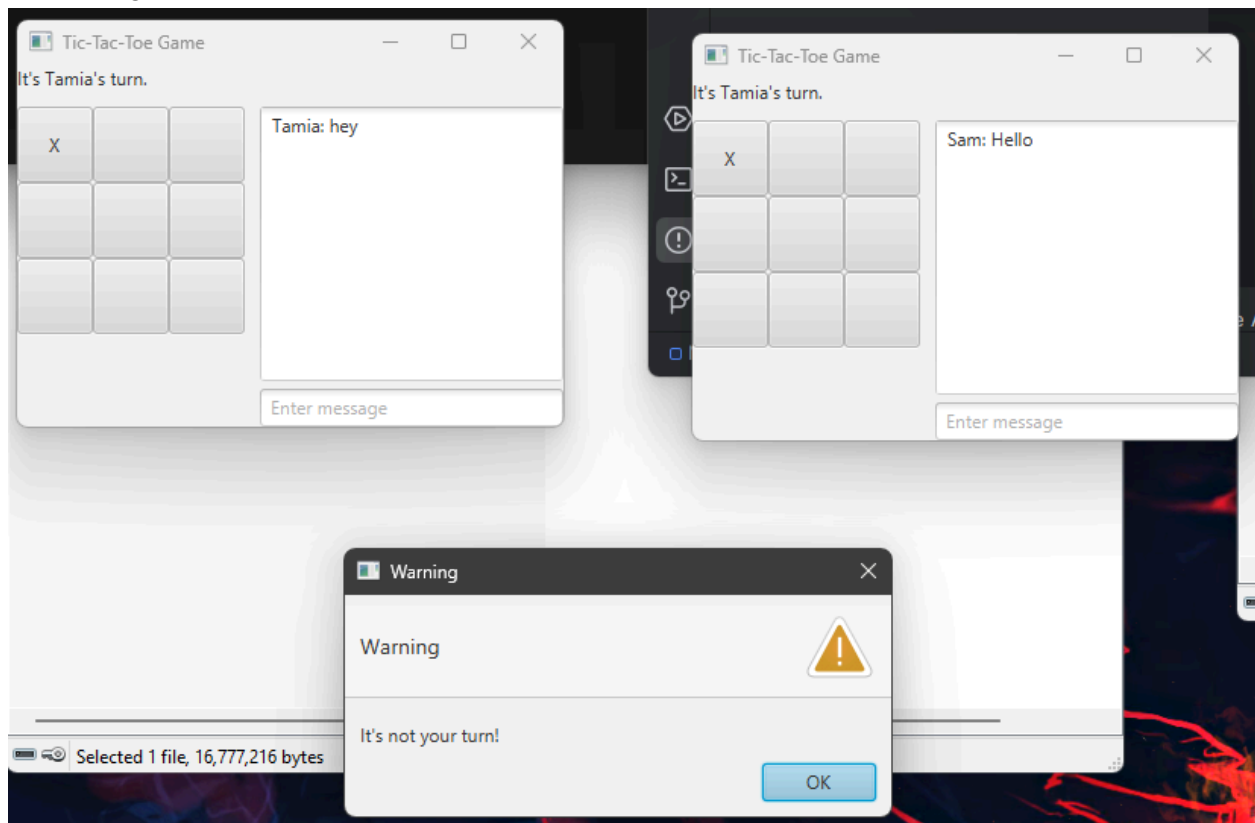 Tic-Tac-Toe Game
It's Tamia's turn.
X
Tamia: hey
Enter message
Tic-Tac-Toe Game
It's Tamia's turn.
X
Sam: Hello
Enter message
Warning
Warning
It's not your turn!
OK
Selected 1 file, 16,777,216 bytes